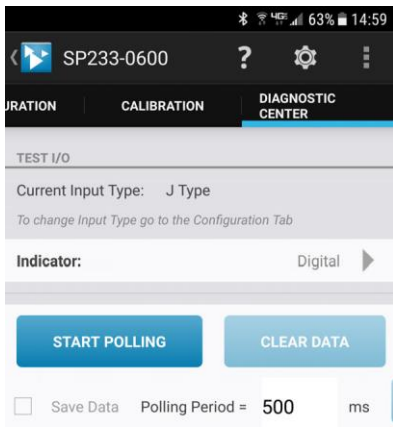 4G 63% 14:59
SP233-0600 ?
URATION CALIBRATION DIAGNOSTIC
CENTER
TEST I/O
Current Input Type: J Type
To change Input Type go to the Configuration Tab
Indicator: Digital
START POLLING CLEAR DATA
Save Data Polling Period = 500 ms